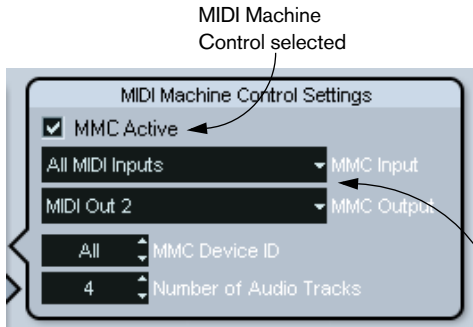 MIDI Machine
Control selected
MIDI Machine Control Settings
MMC Active
All MIDI Inputs MMC Input
MIDI Out 2 MMC Output
All MMC Device ID
4 Number of Audio Tracks